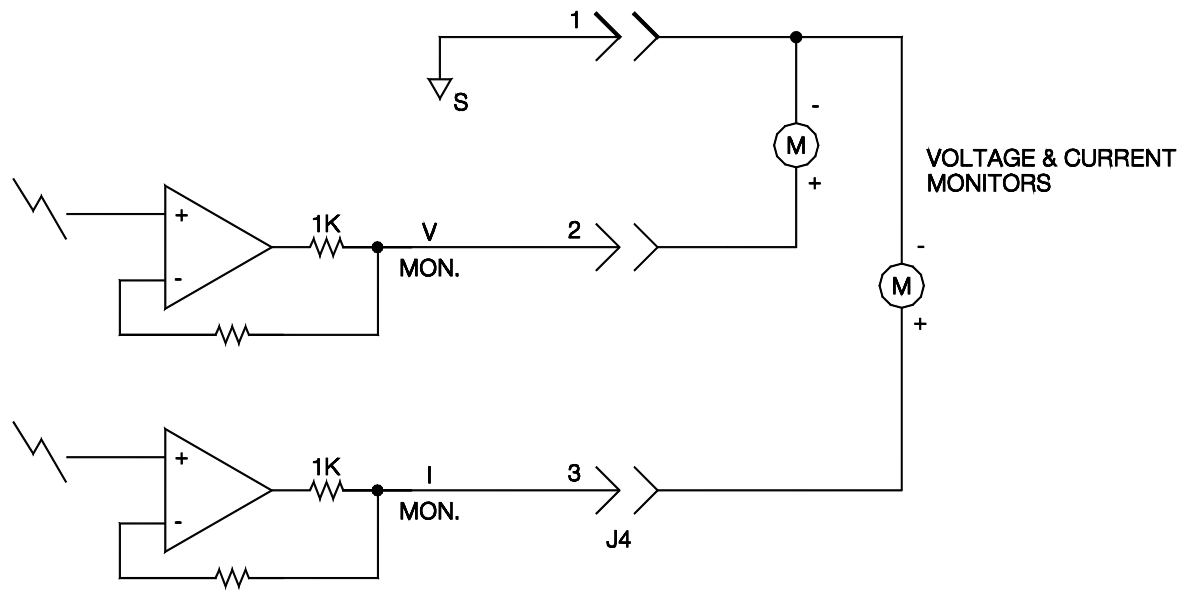 1
S
-
M
+
VOLTAGE & CURRENT
MONITORS
+
-
1K
V
MON.
2
-
M
+
+
-
1K
I
MON.
3
J4